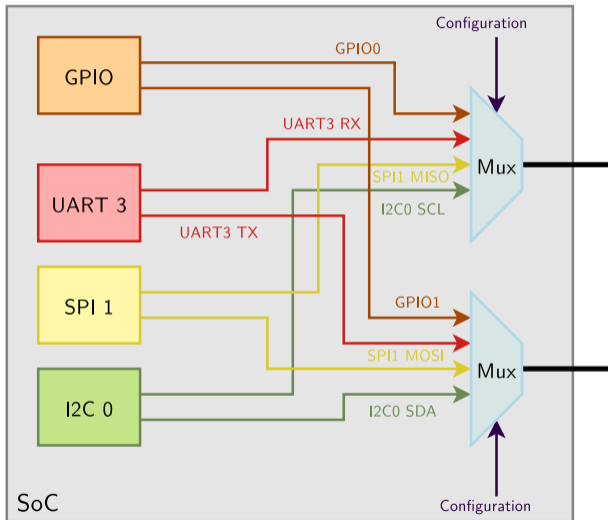 Configuration
GPIO0
GPIO
UART3 RX
Mux
SPI1 MISO
UART 3
I2C0 SCL
UART3 TX
GPIO1
SPI 1
SPI1 MOSI
Mux
I2C 0
I2C0 SDA
SoC
Configuration